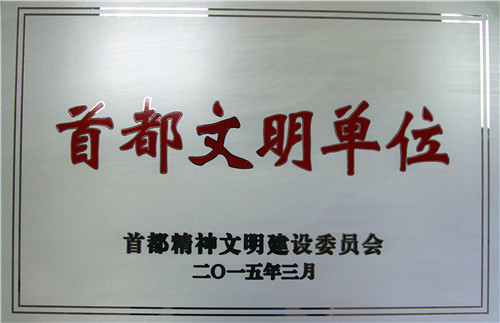 首都文明单位
首都精神文明建设委员会
二〇一五年三月